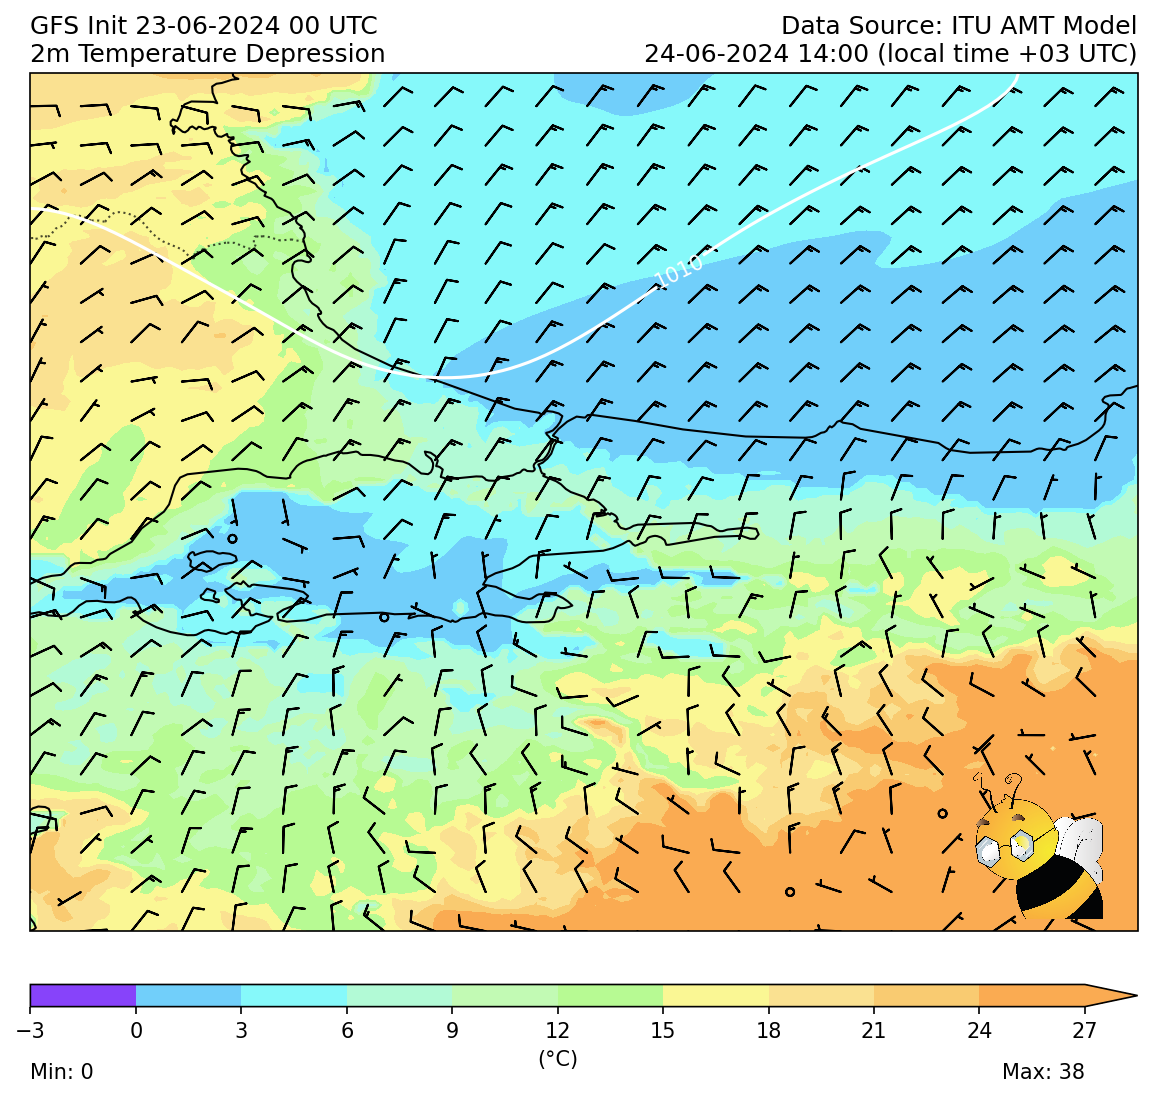 GFS Init 23-06-2024 00 UTC
Data Source: ITU AMT Model
2m Temperature Depression
24-06-2024 14:00 (local time +03 UTC)
1010
−3 0 3 6 9 12 15 18 21 24 27
(°C)
Min: 0
Max: 38